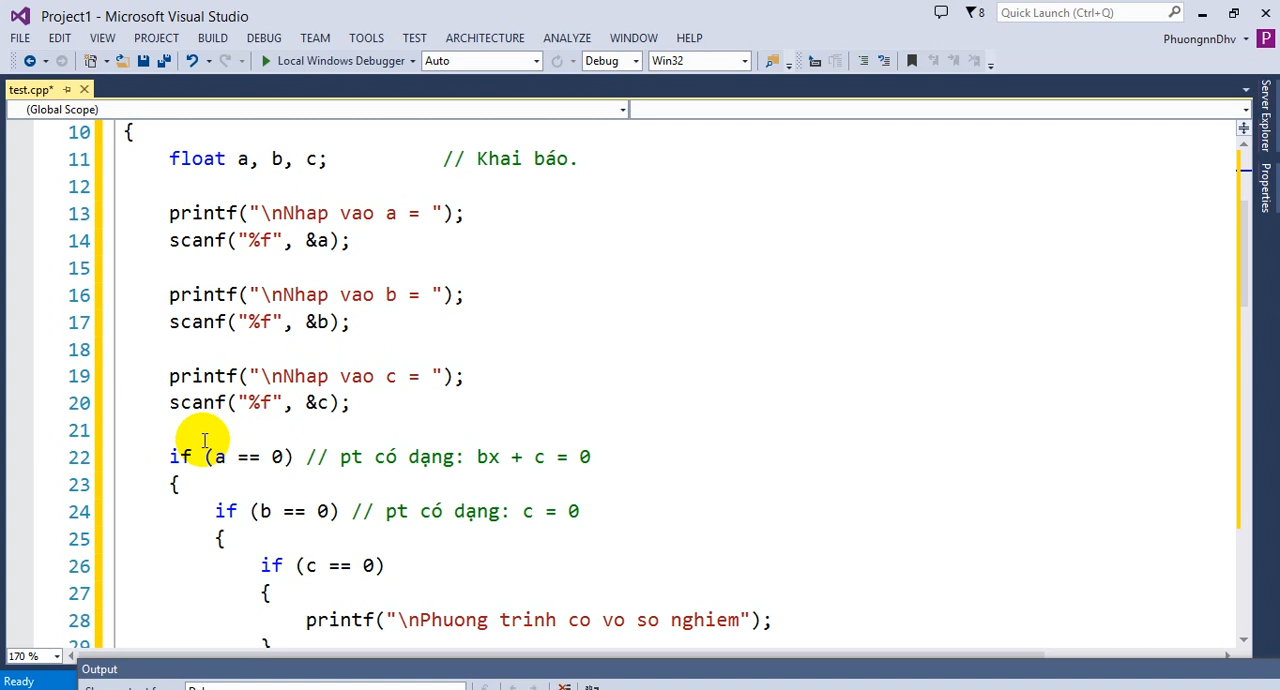 Project1 - Microsoft Visual Studio
8
Quick Launch (Ctrl+Q)
FILE EDIT VIEW PROJECT BUILD DEBUG TEAM TOOLS TEST ARCHITECTURE ANALYZE WINDOW HELP
PhuongnnDhv
P
Local Windows Debugger Auto Debug Win32
test.cpp*
(Global Scope)
Server Explorer
Properties
10 {
11 float a, b, c; // Khai báo.
12
13 printf("\nNhap vao a = ");
14 scanf("%f", &a);
15
16 printf("\nNhap vao b = ");
17 scanf("%f", &b);
18
19 printf("\nNhap vao c = ");
20 scanf("%f", &c);
21
22 if (a == 0) // pt có dạng: bx + c = 0
23 {
24 if (b == 0) // pt có dạng: c = 0
25 {
26 if (c == 0)
27 {
28 printf("\nPhuong trinh co vo so nghiem");
29 }
170 %
Output
Ready